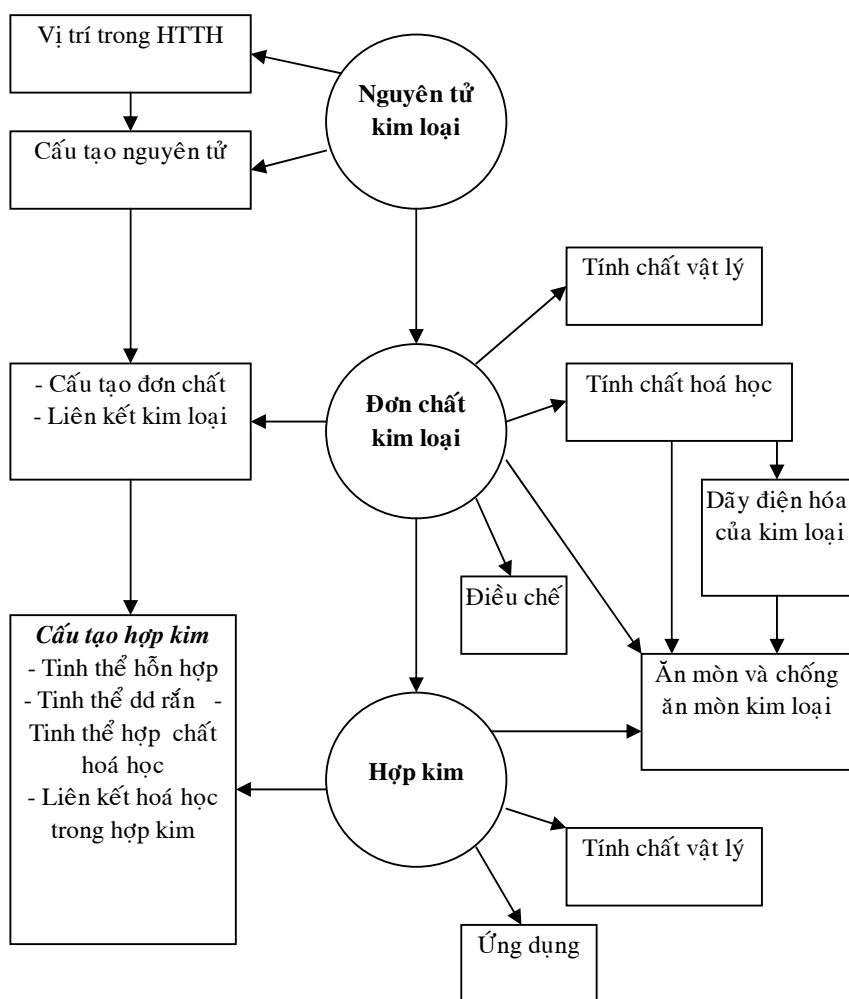 Vị trí trong HTTH
Nguyên tử
kim loại
Cấu tạo nguyên tử
Tính chất vật lý
- Cấu tạo đơn chất
- Liên kết kim loại
Đơn chất
kim loại
Tính chất hoá học
Dãy điện hóa
của kim loại
Điều chế
Cấu tạo hợp kim
- Tinh thể hỗn hợp
- Tinh thể dd rắn -
Tinh thể hợp chất
hoá học
- Liên kết hoá học
trong hợp kim
Ăn mòn và chống
ăn mòn kim loại
Hợp kim
Tính chất vật lý
Ứng dụng